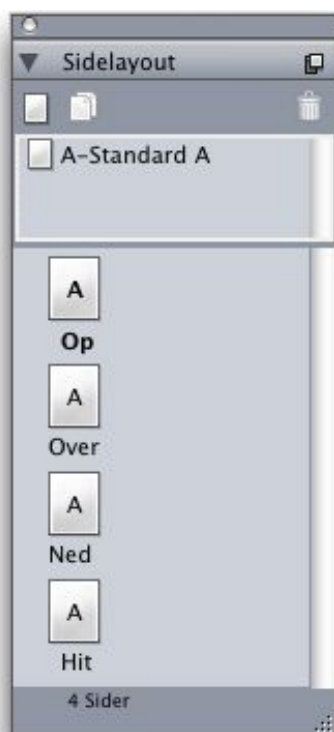 Sidelayout
A-Standard A
A
Op
A
Over
A
Ned
A
Hit
4 Sider